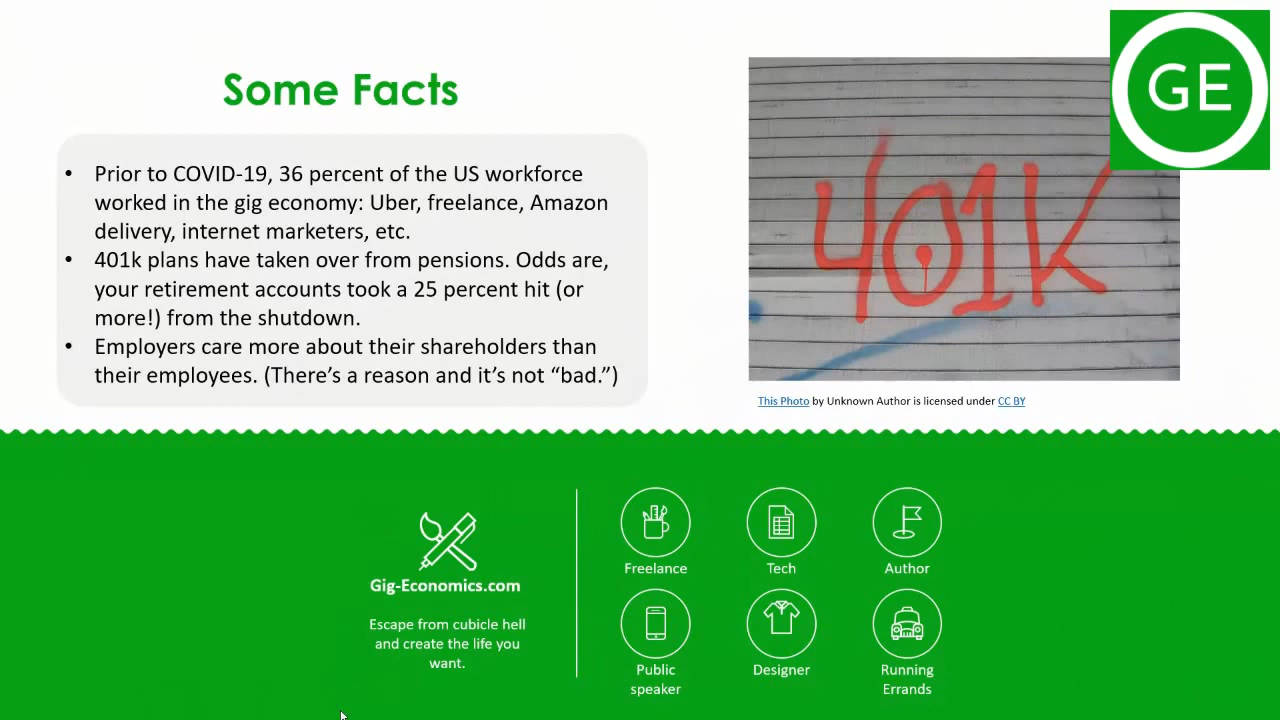 Some Facts
• Prior to COVID-19, 36 percent of the US workforce
worked in the gig economy: Uber, freelance, Amazon
delivery, internet marketers, etc.
• 401k plans have taken over from pensions. Odds are,
your retirement accounts took a 25 percent hit (or
more!) from the shutdown.
• Employers care more about their shareholders than
their employees. (There’s a reason and it’s not “bad.”)
GE
401K
This Photo by Unknown Author is licensed under CC BY
Gig-Economics.com
Escape from cubicle hell
and create the life you
want.
Freelance
Tech
Author
Public
speaker
Designer
Running
Errands